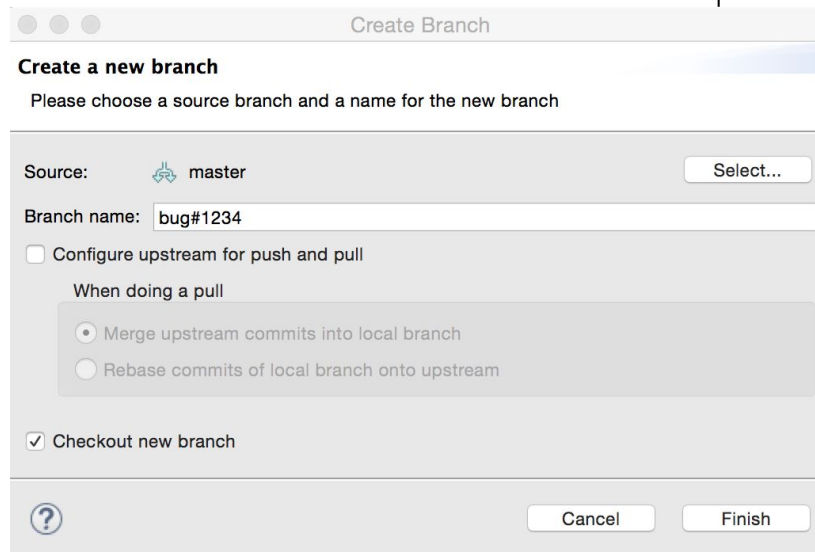 Create Branch
Create a new branch
Please choose a source branch and a name for the new branch
Source: master Select...
Branch name: bug#1234
Configure upstream for push and pull
When doing a pull
Merge upstream commits into local branch
Rebase commits of local branch onto upstream
Checkout new branch
? Cancel Finish